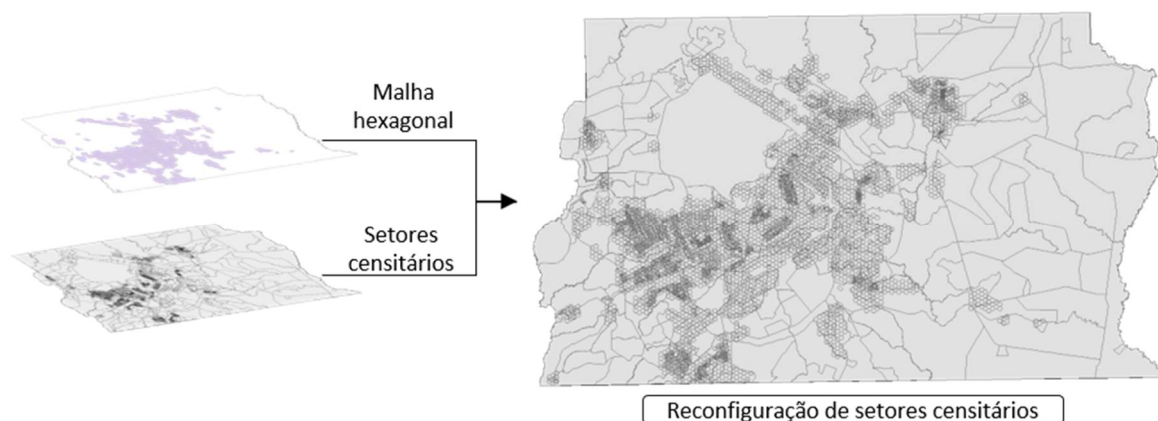 Malha
hexagonal
Setores
censitários
Reconfiguração de setores censitários